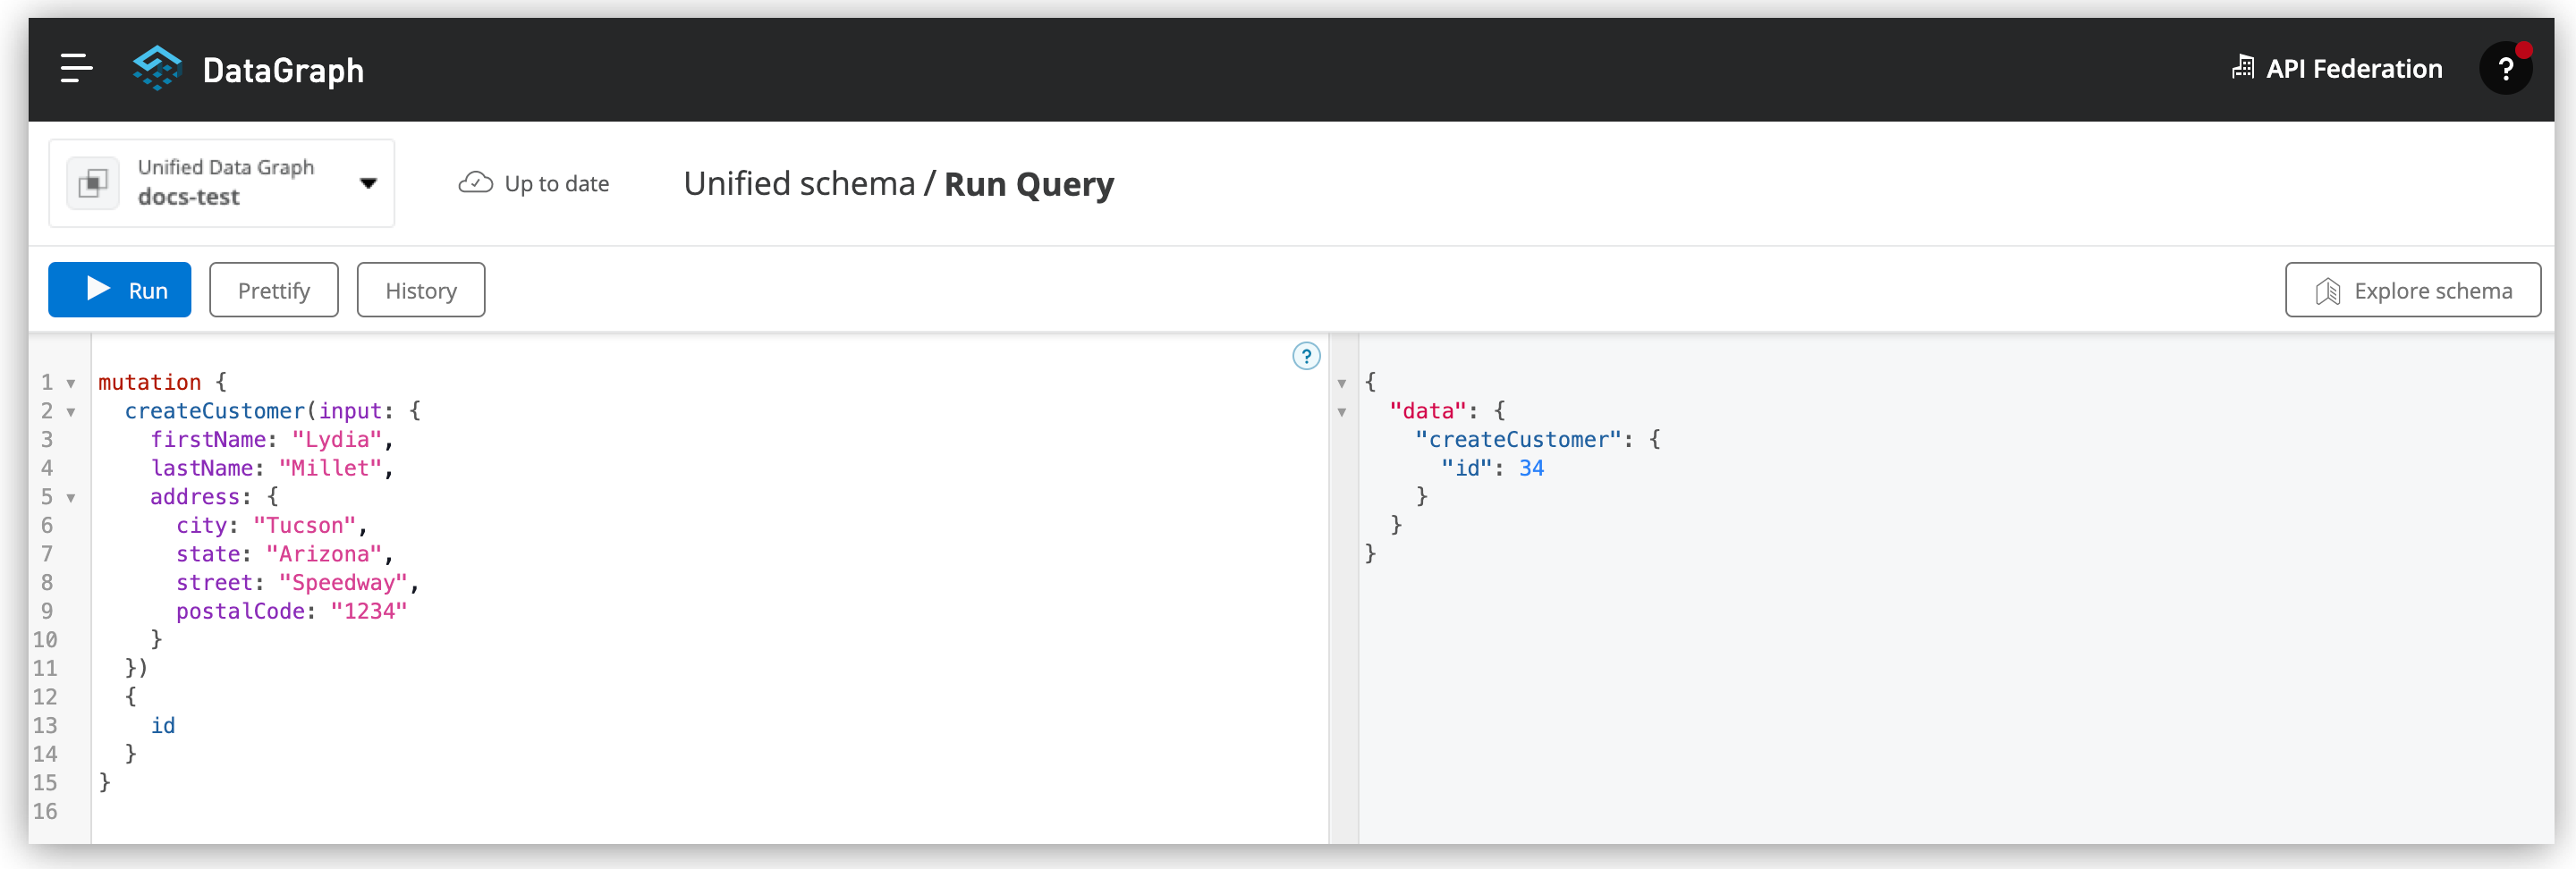 DataGraph
API Federation
?
Unified Data Graph
docs-test
Up to date
Unified schema / Run Query
Run
Prettify
History
Explore schema
?
1 mutation {
2 createCustomer(input: {
3 firstName: "Lydia",
4 lastName: "Millet",
5 address: {
6 city: "Tucson",
7 state: "Arizona",
8 street: "Speedway",
9 postalCode: "1234"
10 }
11 })
12 {
13 id
14 }
15 }
16
{
"data": {
"createCustomer": {
"id": 34
}
}
}